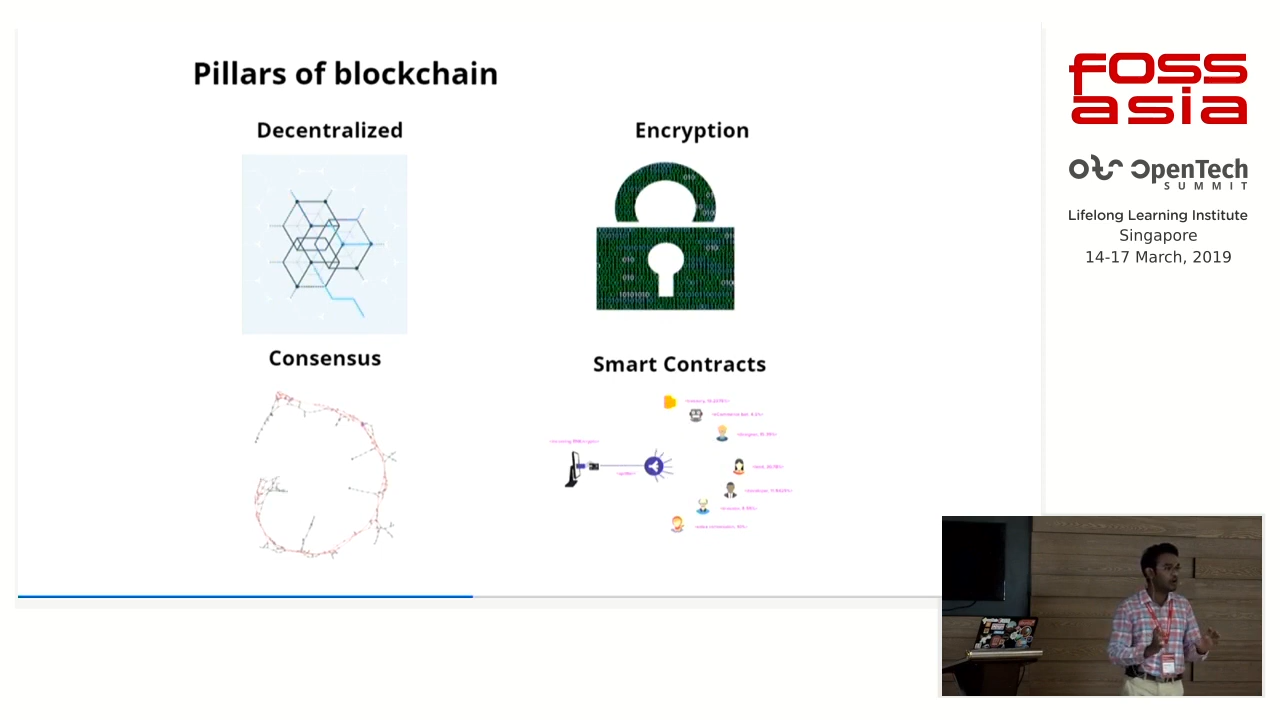 Pillars of blockchain
Decentralized
Encryption
Consensus
Smart Contracts
fOSS
asia
OpenTech
SUMMIT
Lifelong Learning Institute
Singapore
14-17 March, 2019